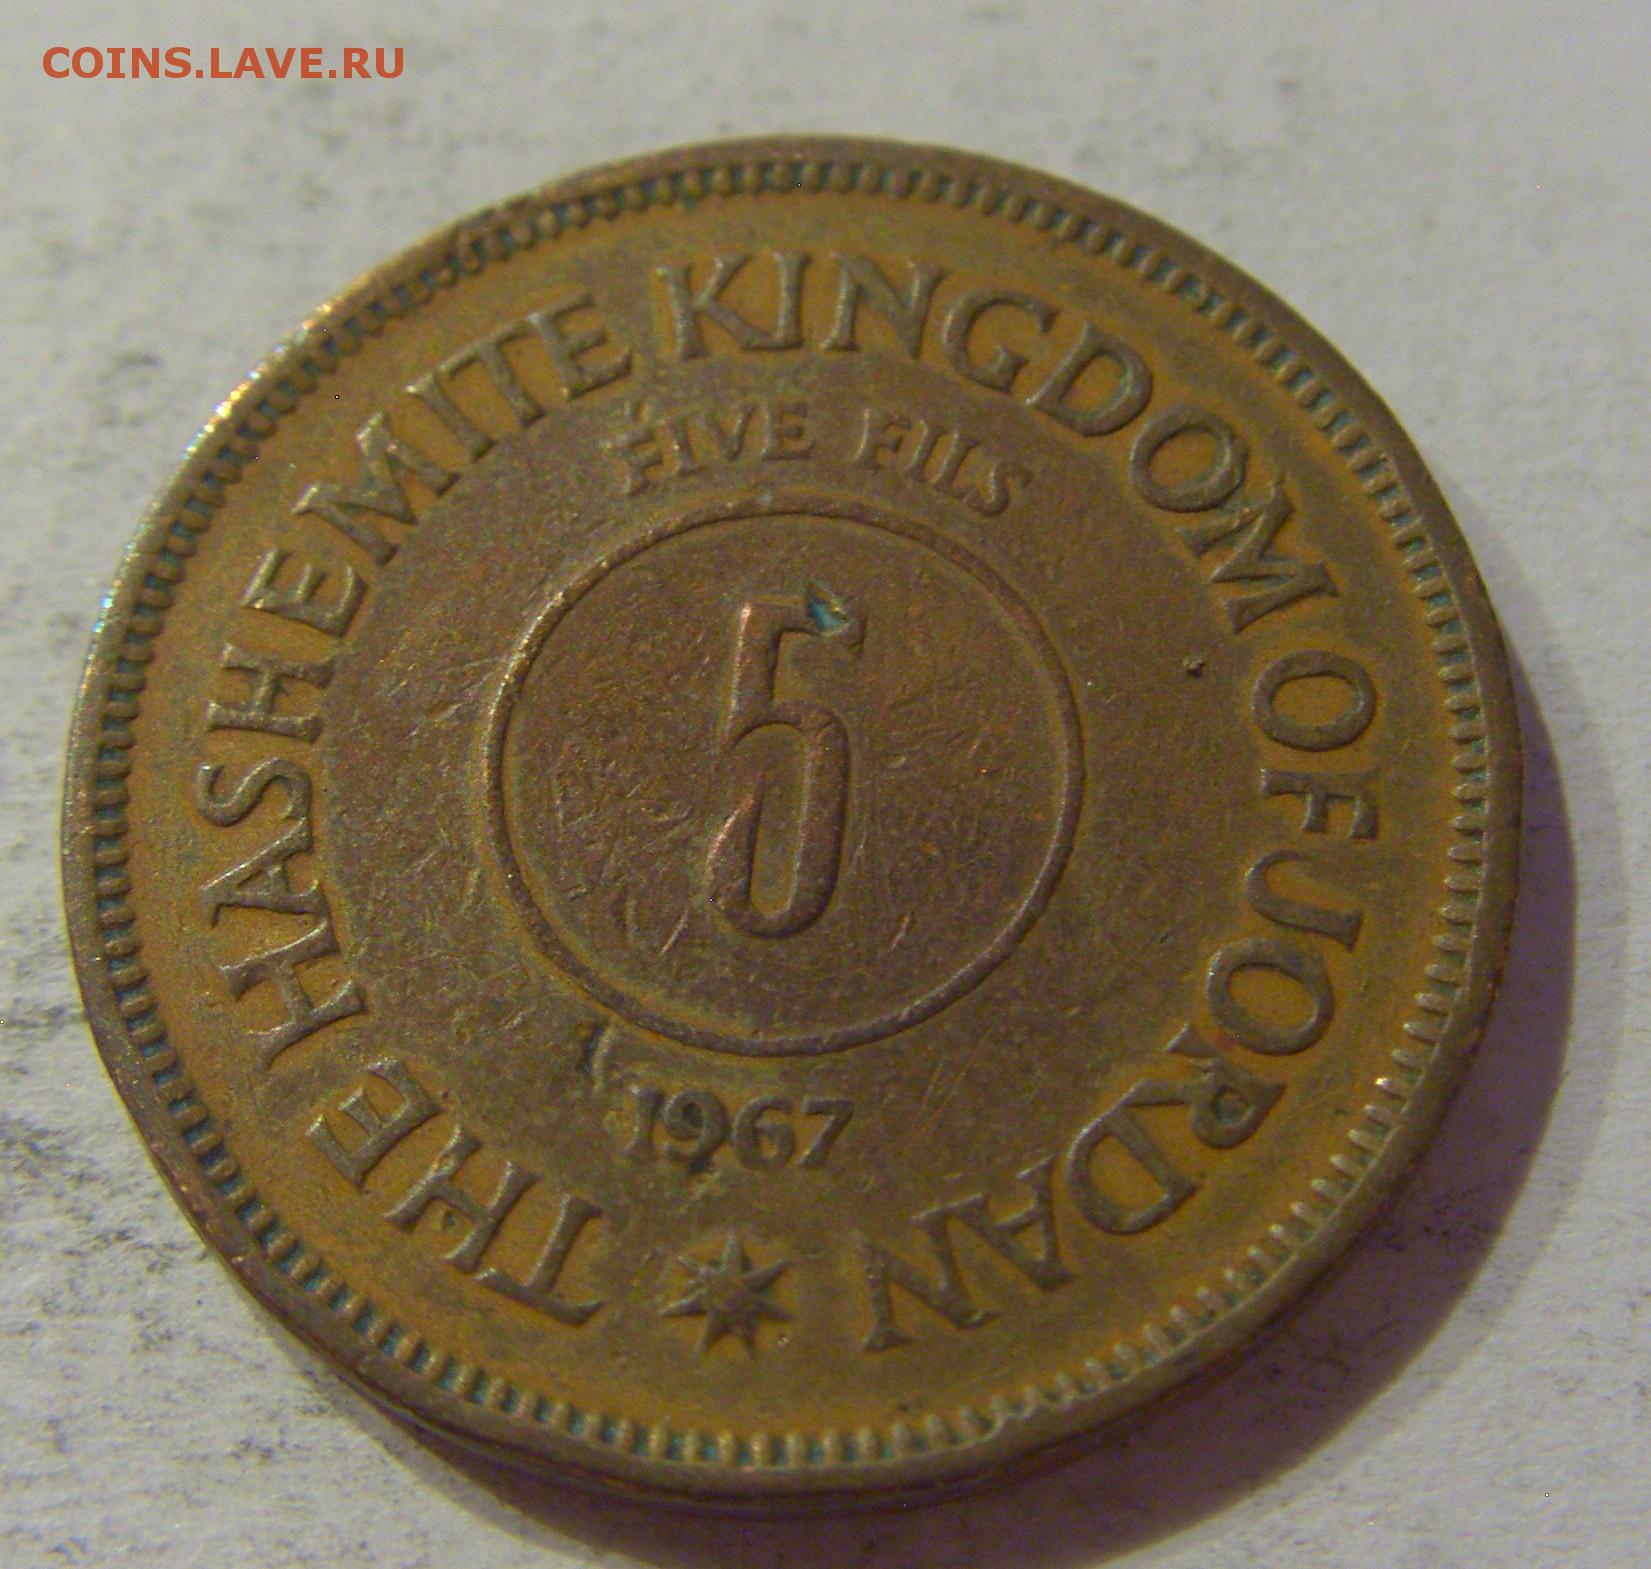 COINS.LAVE.RU
THE HASHEMITE KINGDOM OF JORDAN
FIVE FILS
5
1967